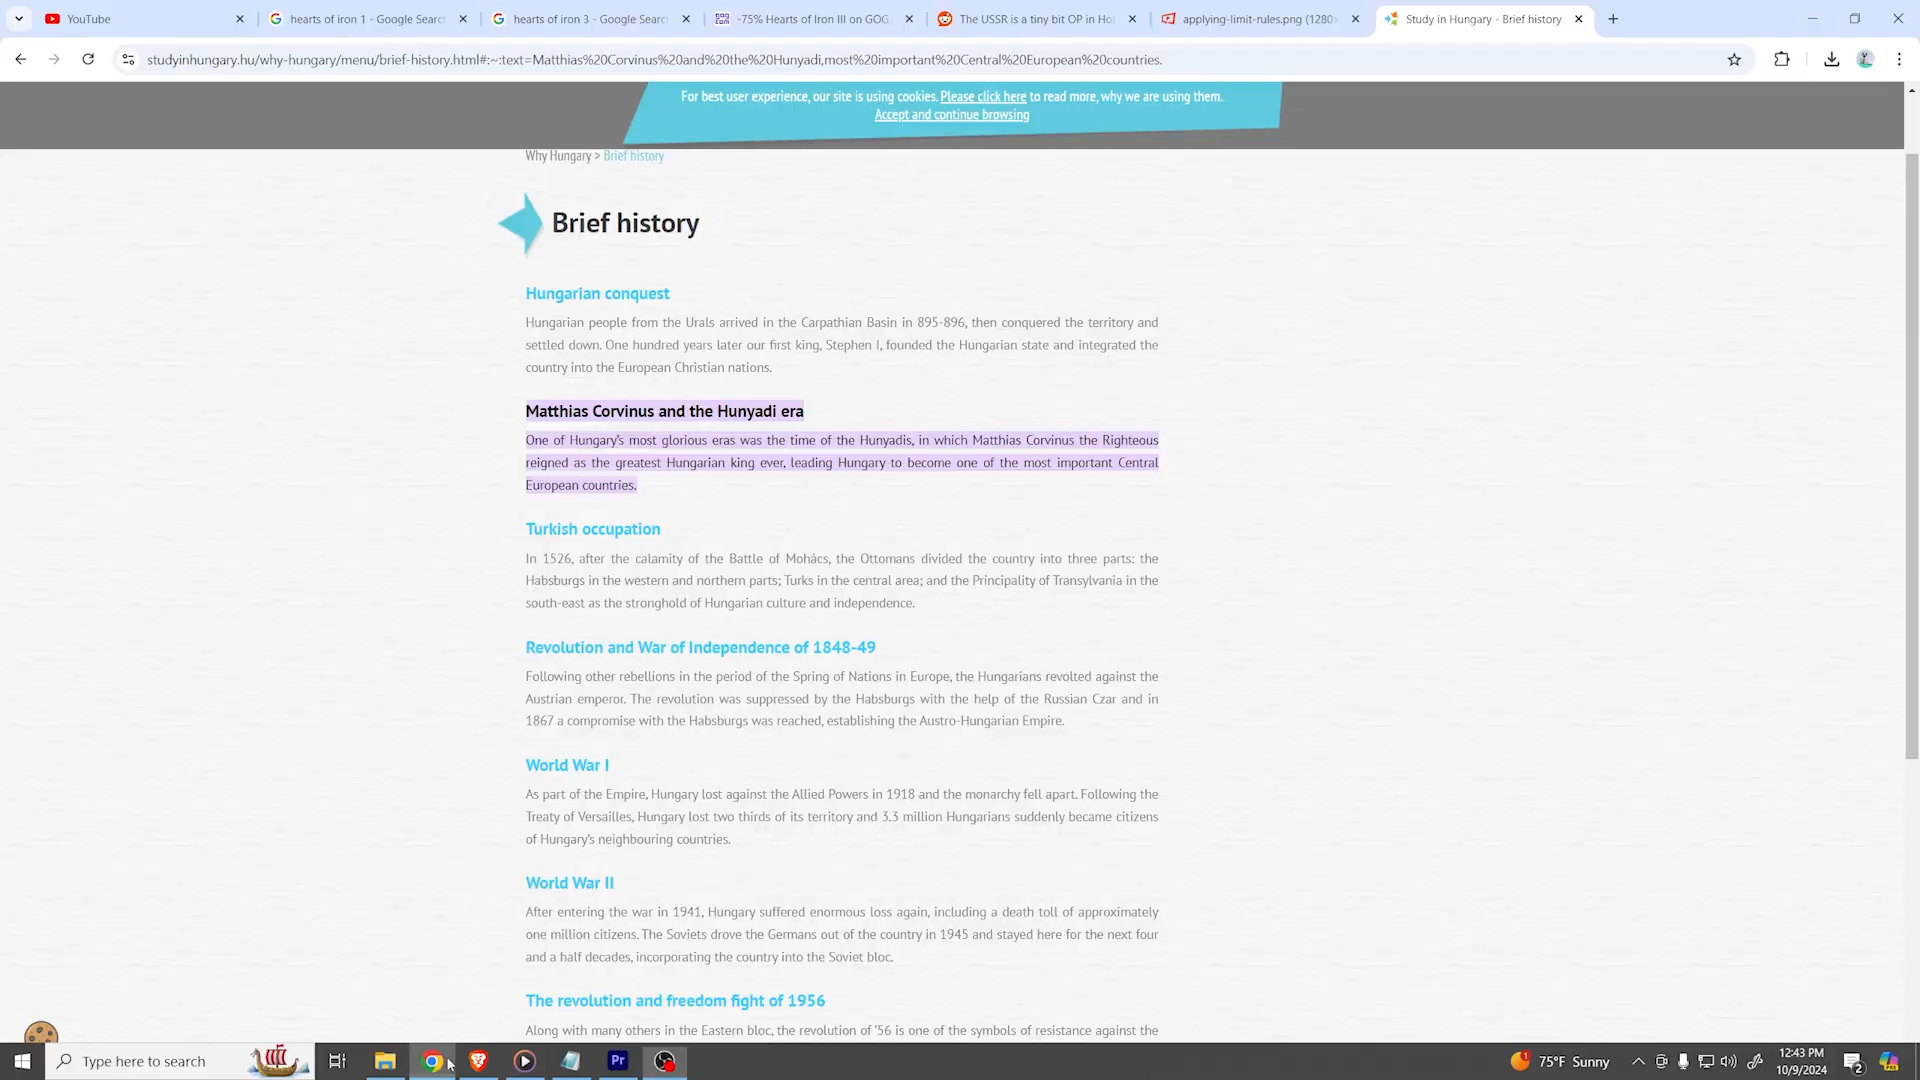 YouTube
hearts of iron 1 - Google Searc
hearts of iron 3 - Google Searc
-75% Hearts of Iron III on GOG
The USSR is a tiny bit OP in Ho
applying-limit-rules.png (1280
Study in Hungary - Brief history
studyinhungary.hu/why-hungary/menu/brief-history.html#:~:text=Matthias%20Corvinus%20and%20the%20Hunyadi,most%20important%20Central%20European%20countries.
For best user experience, our site is using cookies. Please click here to read more, why we are using them.
Accept and continue browsing
Why Hungary > Brief history
Brief history
Hungarian conquest
Hungarian people from the Urals arrived in the Carpathian Basin in 895-896, then conquered the territory and
settled down. One hundred years later our first king, Stephen I, founded the Hungarian state and integrated the
country into the European Christian nations.
Matthias Corvinus and the Hunyadi era
One of Hungary's most glorious eras was the time of the Hunyadis, in which Matthias Corvinus the Righteous
reigned as the greatest Hungarian king ever, leading Hungary to become one of the most important Central
European countries.
Turkish occupation
In 1526, after the calamity of the Battle of Mohács, the Ottomans divided the country into three parts: the
Habsburgs in the western and northern parts; Turks in the central area; and the Principality of Transylvania in the
south-east as the stronghold of Hungarian culture and independence.
Revolution and War of Independence of 1848-49
Following other rebellions in the period of the Spring of Nations in Europe, the Hungarians revolted against the
Austrian emperor. The revolution was suppressed by the Habsburgs with the help of the Russian Czar and in
1867 a compromise with the Habsburgs was reached, establishing the Austro-Hungarian Empire.
World War I
As part of the Empire, Hungary lost against the Allied Powers in 1918 and the monarchy fell apart. Following the
Treaty of Versailles, Hungary lost two thirds of its territory and 3.3 million Hungarians suddenly became citizens
of Hungary's neighbouring countries.
World War II
After entering the war in 1941, Hungary suffered enormous loss again, including a death toll of approximately
one million citizens. The Soviets drove the Germans out of the country in 1945 and stayed here for the next four
and a half decades, incorporating the country into the Soviet bloc.
The revolution and freedom fight of 1956
Along with many others in the Eastern bloc, the revolution of '56 is one of the symbols of resistance against the
Type here to search
Pr
1
75°F Sunny
12:43 PM
10/9/2024
2